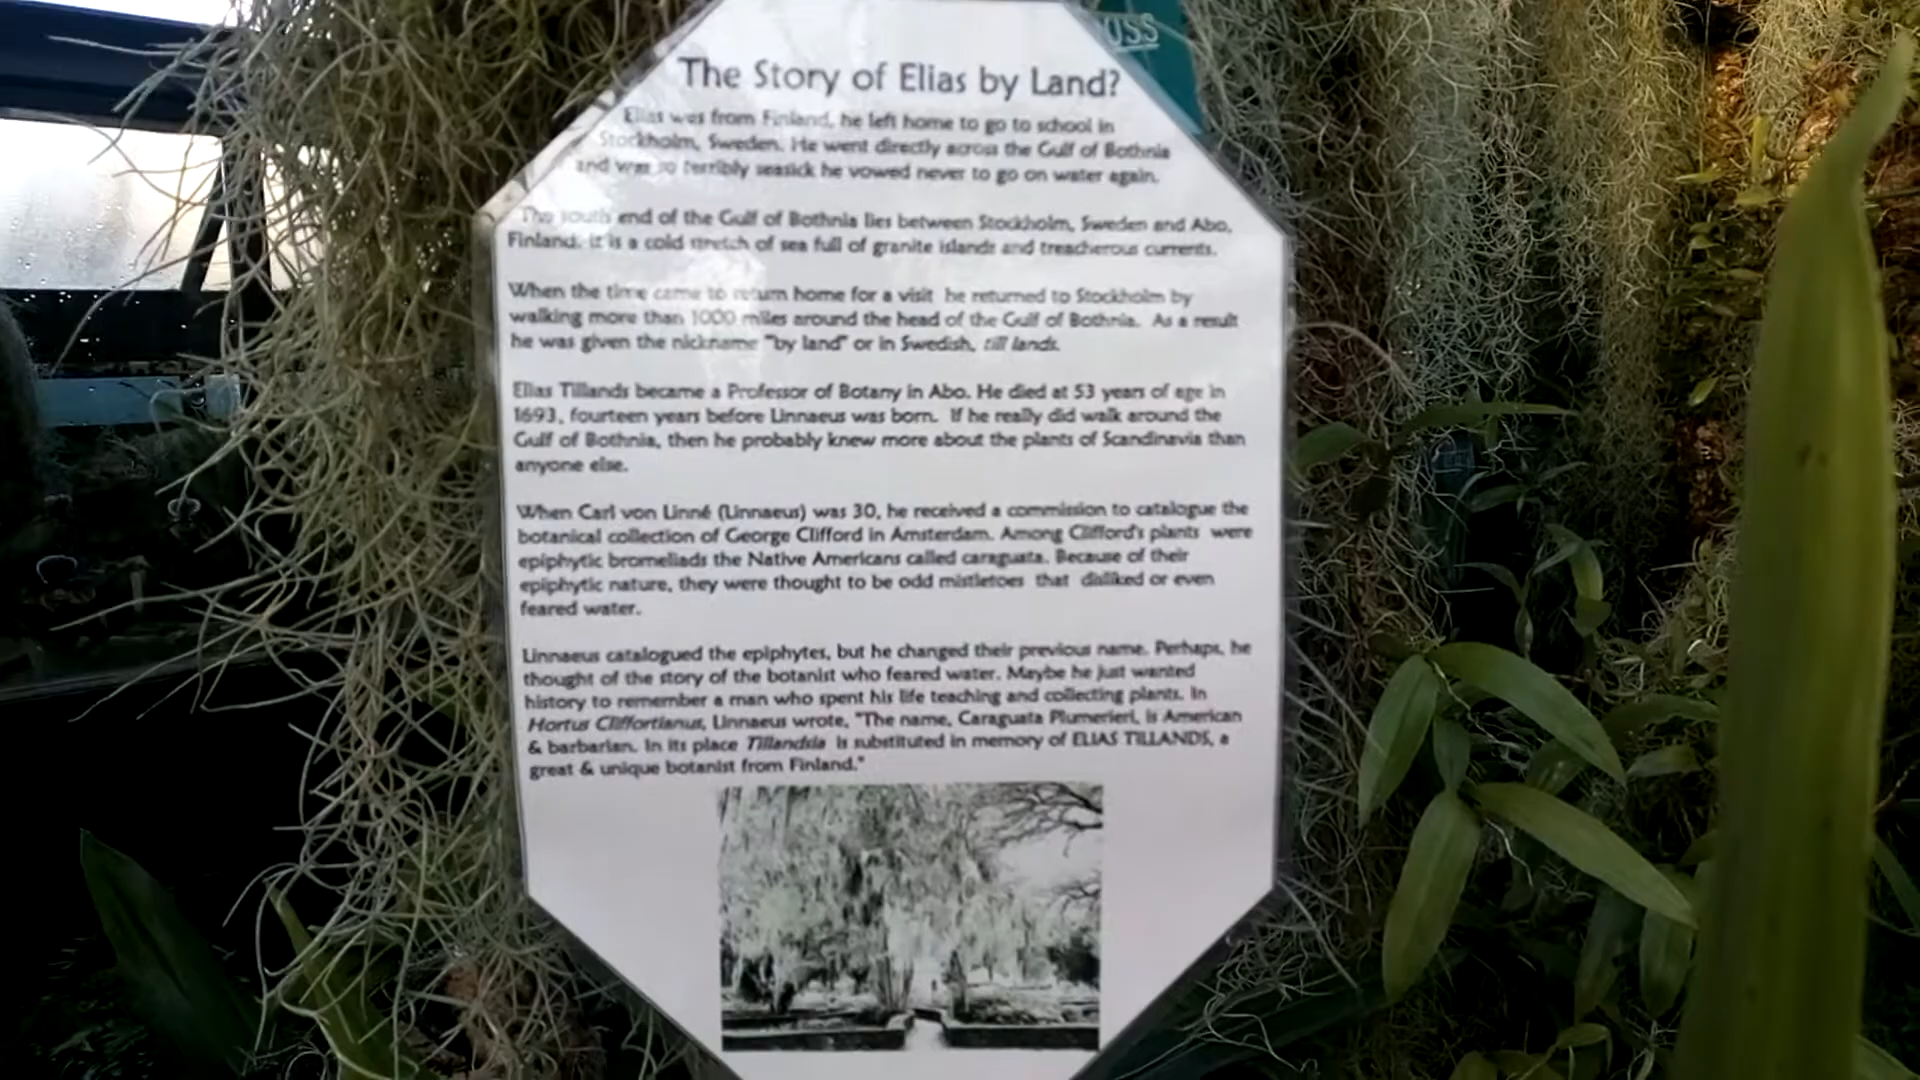 USS
The Story of Elias by Land?
Elias was from Finland, he left home to go to school in
Stockholm, Sweden. He went directly across the Gulf of Bothnia
and was so terribly seasick he vowed never to go on water again.
The south end of the Gulf of Bothnia lies between Stockholm, Sweden and Abo,
Finland. It is a cold stretch of sea full of granite islands and treacherous currents.
When the time came to return home for a visit he returned to Stockholm by
walking more than 1000 miles around the head of the Gulf of Bothnia. As a result
he was given the nickname "by land" or in Swedish, till lands.
Elias Tillands became a Professor of Botany in Abo. He died at 53 years of age in
1693, fourteen years before Linnaeus was born. If he really did walk around the
Gulf of Bothnia, then he probably knew more about the plants of Scandinavia than
anyone else.
When Carl von Linné (Linnaeus) was 30, he received a commission to catalogue the
botanical collection of George Clifford in Amsterdam. Among Clifford's plants were
epiphytic bromeliads the Native Americans called caraguata. Because of their
epiphytic nature, they were thought to be odd mistletoes that disliked or even
feared water.
Linnaeus catalogued the epiphytes, but he changed their previous name. Perhaps, he
thought of the story of the botanist who feared water. Maybe he just wanted
history to remember a man who spent his life teaching and collecting plants. In
Hortus Cliffortianus, Linnaeus wrote, "The name, Caraguata Plumerieri, is American
& barbarian. In its place Tillandsia is substituted in memory of ELIAS TILLANDS, a
great & unique botanist from Finland."